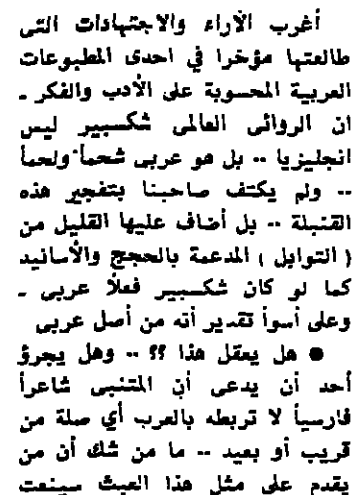 أغرب الآراء والاجتهادات التى
طالعتها مؤخرا في احدى المطبوعات
العربية المحسوبة على الأدب والفكر ـ
ان الروائى العالمى شكسبير ليس
انجليزيا .. بل هو عربى شحماً ولحماً
.. ولم يكتف صاحبنا بتفجير هذه
القنبلة .. بل أضاف عليها القليل من
( التوابل ) المدعمة بالحجج والأسانيد
كما لو كان شكسبير فعلاً عربى ـ
وعلى أسوأ تقدير أنه من أصل عربى
● هل يعقل هذا ؟؟ .. وهل يجرؤ
أحد أن يدعى أن المتنبى شاعراً
فارسياً لا تربطه بالعرب أي صلة من
قريب أو بعيد .. ما من شك أن من
يقدم على مثل هذا العبث سينعت